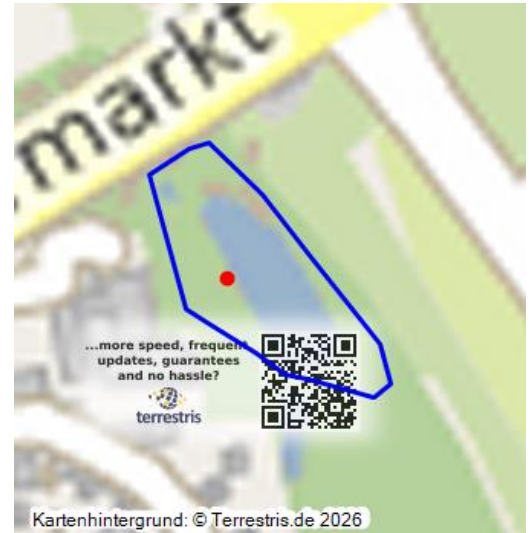 markt
...more speed, frequent
updates, guarantees
and no hassle?
terrestris
Kartenhintergrund: © Terrestris.de 2026